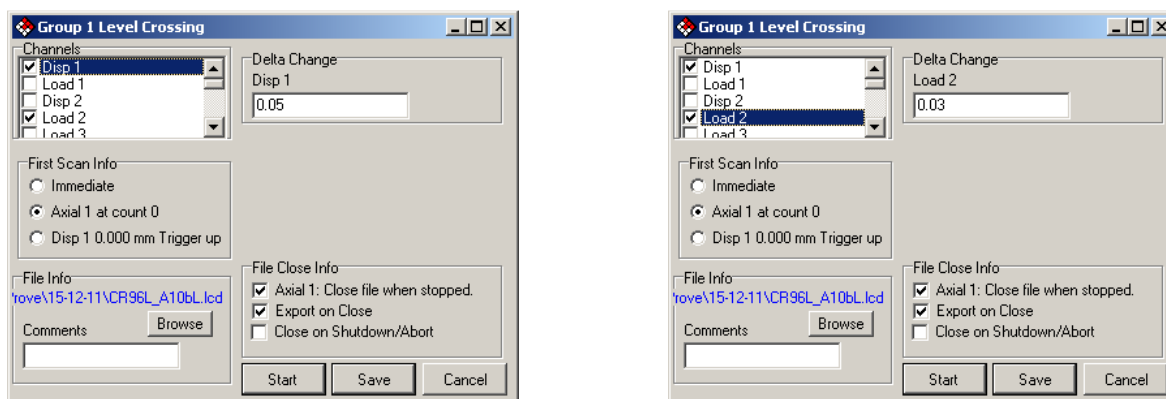 Group 1 Level Crossing
Channels
Disp 1
Load 1
Disp 2
Load 2
Load 3
Delta Change
Disp 1
0.05
First Scan Info
Immediate
Axial 1 at count 0
Disp 1 0.000 mm Trigger up
File Info
'rove\15-12-11\CR96L_A10bL.lcd
Comments
Browse
File Close Info
Axial 1: Close file when stopped.
Export on Close
Close on Shutdown/Abort
Start
Save
Cancel
Group 1 Level Crossing
Channels
Disp 1
Load 1
Disp 2
Load 2
Load 3
Delta Change
Load 2
0.03
First Scan Info
Immediate
Axial 1 at count 0
Disp 1 0.000 mm Trigger up
File Info
'rove\15-12-11\CR96L_A10bL.lcd
Comments
Browse
File Close Info
Axial 1: Close file when stopped.
Export on Close
Close on Shutdown/Abort
Start
Save
Cancel